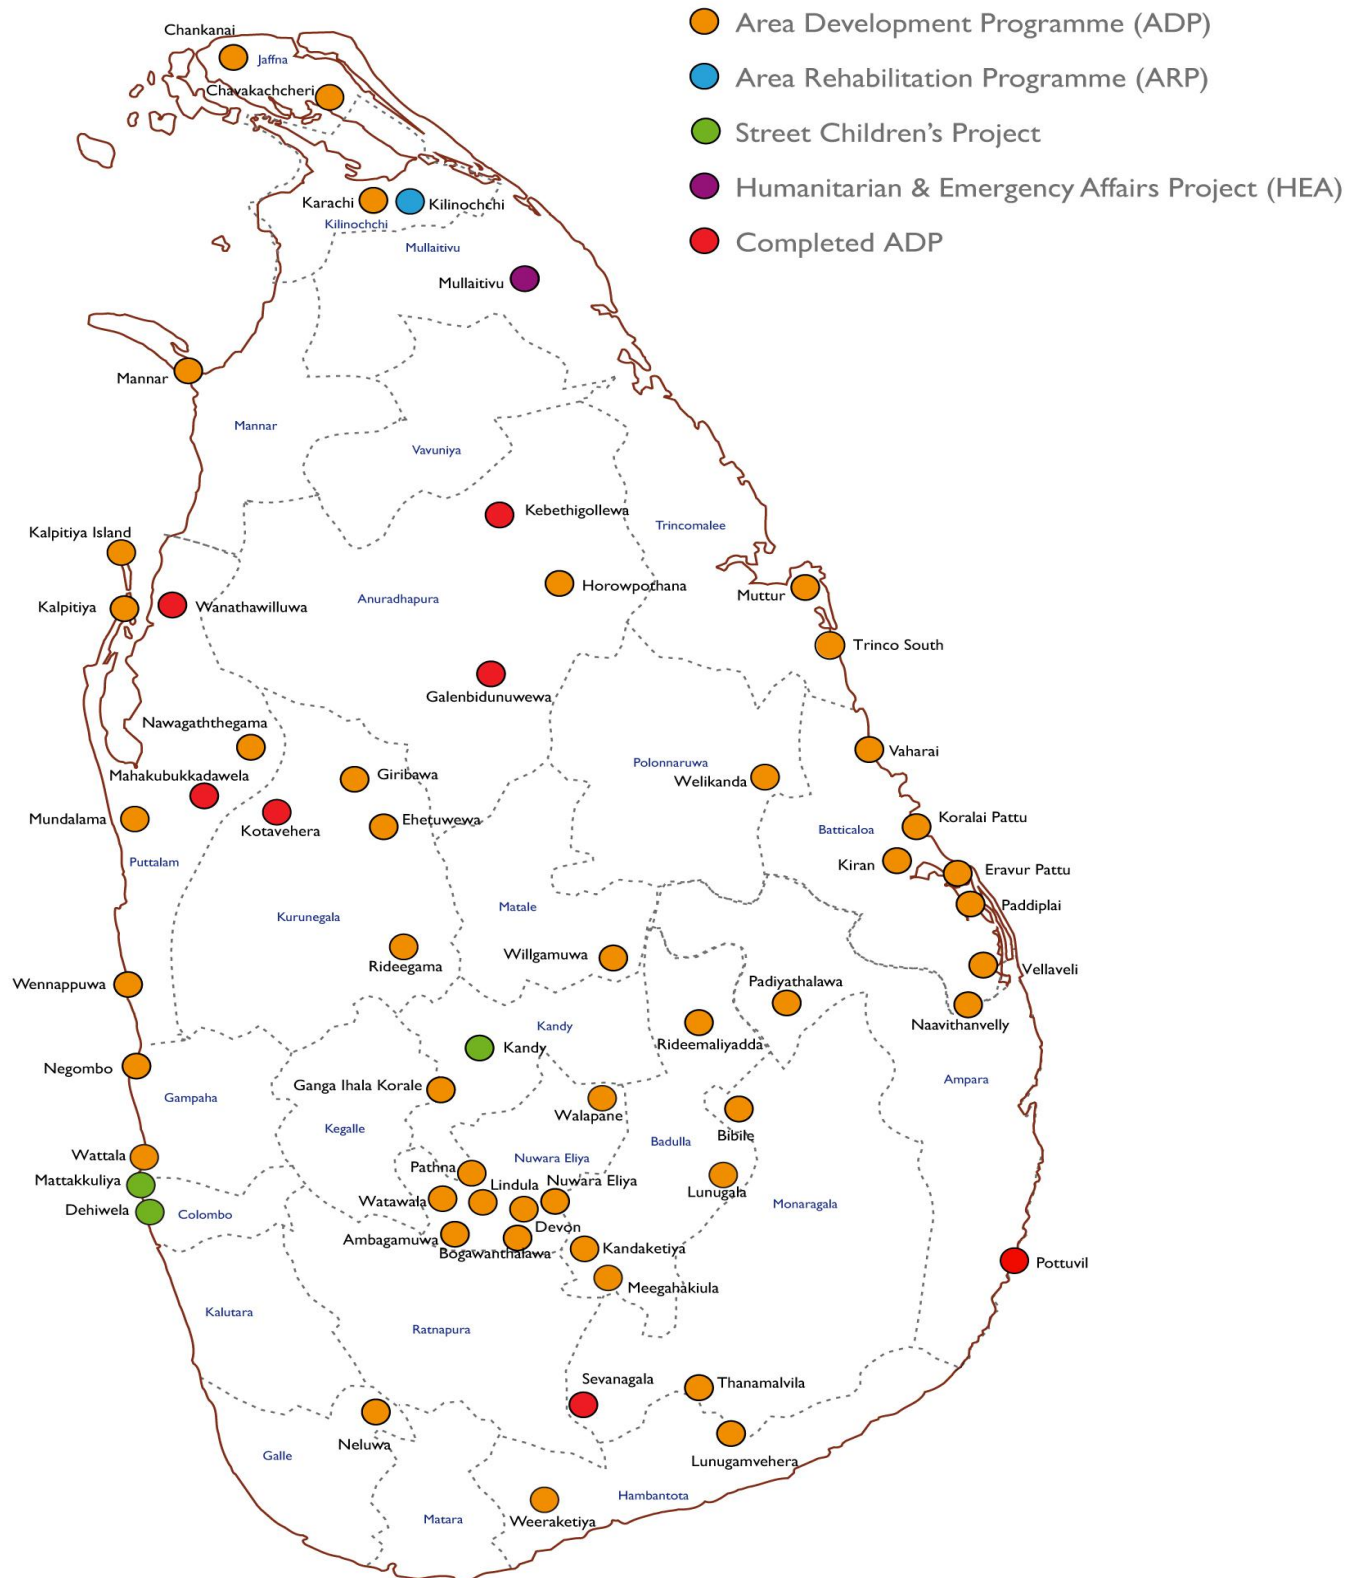 Area Development Programme (ADP)
Area Rehabilitation Programme (ARP)
Street Children's Project
Humanitarian & Emergency Affairs Project (HEA)
Completed ADP
Chankanai
Jaffna
Chavakachcheri
Karachi
Kilinochchi
Kilinochchi
Mullaitivu
Mullaitivu
Mannar
Mannar
Vavuniya
Kebethigollewa
Trincomalee
Kalpitiya Island
Horowpothana
Muttur
Anuradhapura
Kalpitiya
Wanathawilluwa
Trinco South
Galenbidunuwewa
Nawagaththegama
Vaharai
Polonnaruwa
Mahakubukkadawela
Giribawa
Welikanda
Mundalama
Kotavehera
Ehetuwewa
Koralai Pattu
Batticaloa
Puttalam
Kiran
Eravur Pattu
Matale
Paddiplai
Kurunegala
Willgamuwa
Rideegama
Vellaveli
Wennappuwa
Padiyathalawa
Naavithanvelly
Kandy
Kandy
Rideemaliyadda
Negombo
Ganga Ihala Korale
Ampara
Gampaha
Walapane
Kegalle
Bibile
Badulla
Wattala
Nuwara Eliya
Pathna
Mattakkuliya
Lindula
Nuwara Eliya
Lunugala
Watawala
Monaragala
Dehiwela
Colombo
Devon
Ambagamuwa
Bogawanthalawa
Kandaketiya
Pottuvil
Meegahakiula
Kalutara
Ratnapura
Sevanagala
Thanamalvila
Neluwa
Galle
Lunugamvehera
Hambantota
Matara
Weeraketiya